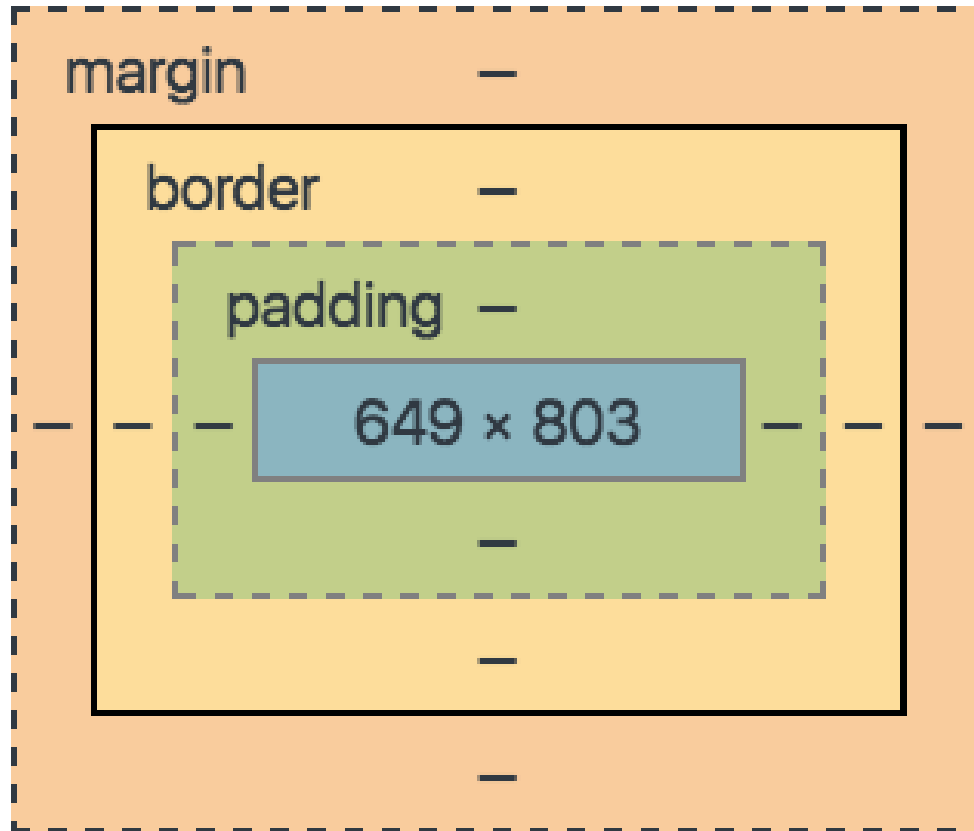 margin –
border –
padding –
– – – 649 × 803 – – –
–
–
–